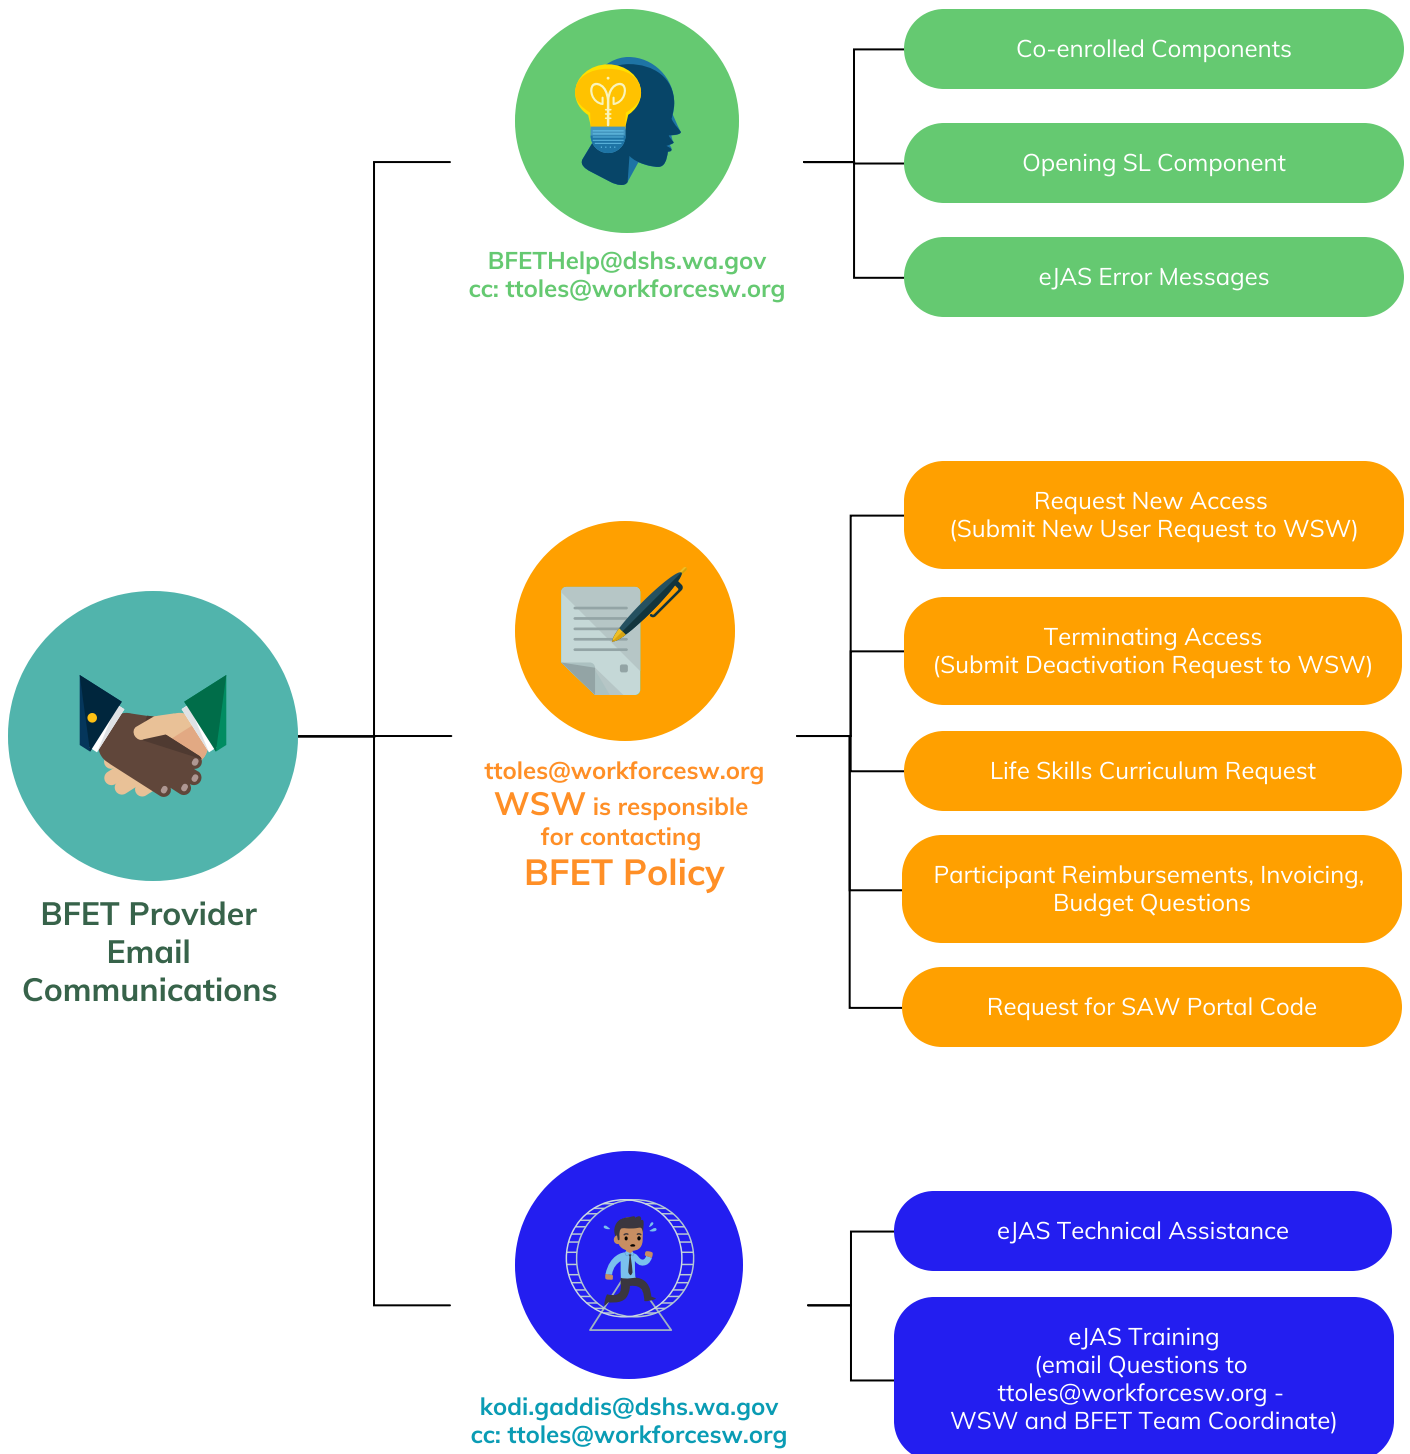 BFET Provider
Email
Communications
BFETHelp@dshs.wa.gov
cc: ttoles@workforcesw.org
Co-enrolled Components
Opening SL Component
eJAS Error Messages
ttoles@workforcesw.org
WSW is responsible
for contacting
BFET Policy
Request New Access
(Submit New User Request to WSW)
Terminating Access
(Submit Deactivation Request to WSW)
Life Skills Curriculum Request
Participant Reimbursements, Invoicing,
Budget Questions
Request for SAW Portal Code
kodi.gaddis@dshs.wa.gov
cc: ttoles@workforcesw.org
eJAS Technical Assistance
eJAS Training
(email Questions to
ttoles@workforcesw.org -
WSW and BFET Team Coordinate)